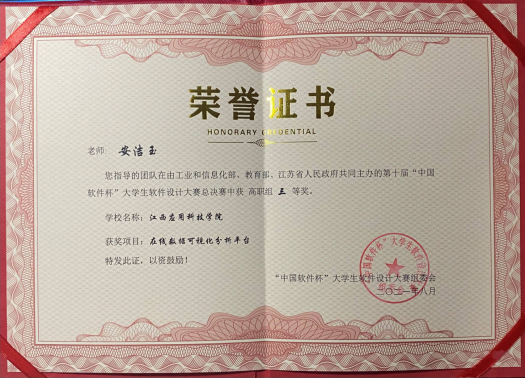 荣誉证书
HONORARY CREDENTIAL
老师：安洁玉
您指导的团队在由工业和信息化部、教育部、江苏省人民政府共同主办的第十届“中国
软件杯”大学生软件设计大赛总决赛中获 高职组 三 等奖。
学校名称：江西应用科技学院
获奖项目：在线数据可视化分析平台
特发此证，以资鼓励！
“中国软件杯”大学生软件设计大赛组委会
二〇二一年八月